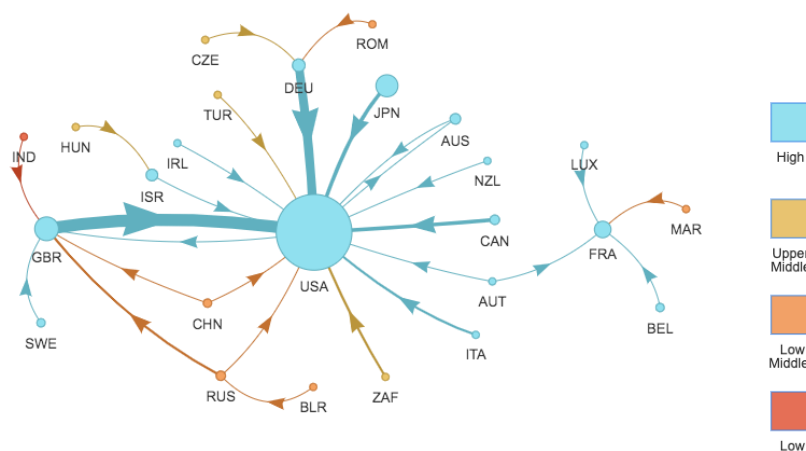 ROM
CZE
DEU
JPN
TUR
AUS
HUN
IND
IRL
LUX
NZL
ISR
High
MAR
CAN
GBR
FRA
USA
Upper
Middle
AUT
CHN
BEL
SWE
ITA
Low
Middle
RUS
ZAF
BLR
Low